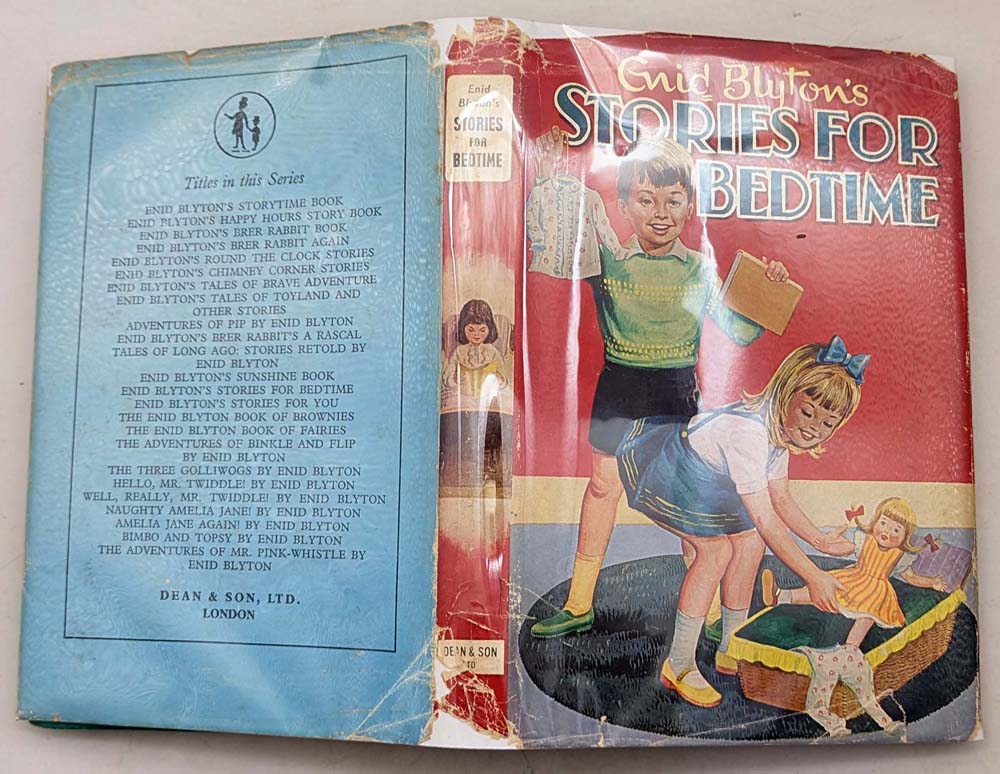 Titles in this Series
ENID BLYTON'S STORYTIME BOOK
ENID BLYTON'S HAPPY HOURS STORY BOOK
ENID BLYTON'S BRER RABBIT BOOK
ENID BLYTON'S BRER RABBIT AGAIN
ENID BLYTON'S ROUND THE CLOCK STORIES
ENID BLYTON'S CHIMNEY CORNER STORIES
ENID BLYTON'S TALES OF BRAVE ADVENTURE
ENID BLYTON'S TALES OF TOYLAND AND
OTHER STORIES
ADVENTURES OF PIP BY ENID BLYTON
ENID BLYTON'S BRER RABBIT'S A RASCAL
TALES OF LONG AGO: STORIES RETOLD BY
ENID BLYTON
ENID BLYTON'S SUNSHINE BOOK
ENID BLYTON'S STORIES FOR BEDTIME
ENID BLYTON'S STORIES FOR YOU
THE ENID BLYTON BOOK OF BROWNIES
THE ENID BLYTON BOOK OF FAIRIES
THE ADVENTURES OF BINKLE AND FLIP
BY ENID BLYTON
THE THREE GOLLIWOGS BY ENID BLYTON
HELLO, MR. TWIDDLE! BY ENID BLYTON
WELL, REALLY, MR. TWIDDLE! BY ENID BLYTON
NAUGHTY AMELIA JANE! BY ENID BLYTON
AMELIA JANE AGAIN! BY ENID BLYTON
BIMBO AND TOPSY BY ENID BLYTON
THE ADVENTURES OF MR. PINK-WHISTLE BY
ENID BLYTON
DEAN & SON, LTD.
LONDON
Enid
Blyton's
STORIES
FOR
BEDTIME
DEAN & SON
LTD
Enid Blyton's
STORIES FOR
BEDTIME